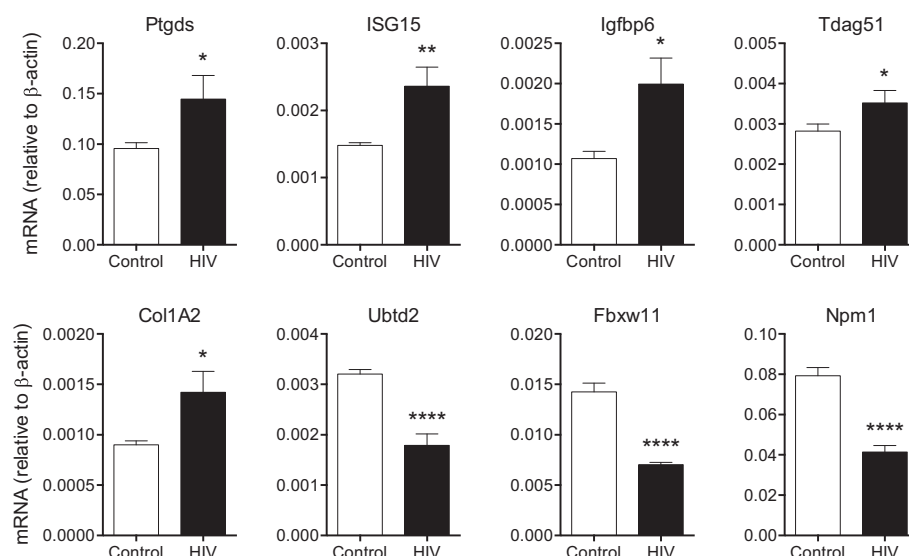 Ptgds ISG15 Igfbp6 Tdag51
mRNA (relative to β-actin)
0.20 0.003 0.0025 0.005
* ** * *
0.0020 0.004
0.15
0.002 0.0015 0.003
0.10
0.0010 0.002
0.001
0.05
0.0005 0.001
0.00 0.000 0.0000 0.000
Control HIV Control HIV Control HIV Control HIV
Col1A2 Ubtd2 Fbxw11 Npm1
mRNA (relative to β-actin)
0.0020 0.004 0.020 0.10
*
0.08
0.0015 0.003 0.015
0.06
**** **** ****
0.0010 0.002 0.010
0.04
0.0005 0.001 0.005
0.02
0.0000 0.000 0.000 0.00
Control HIV Control HIV Control HIV Control HIV